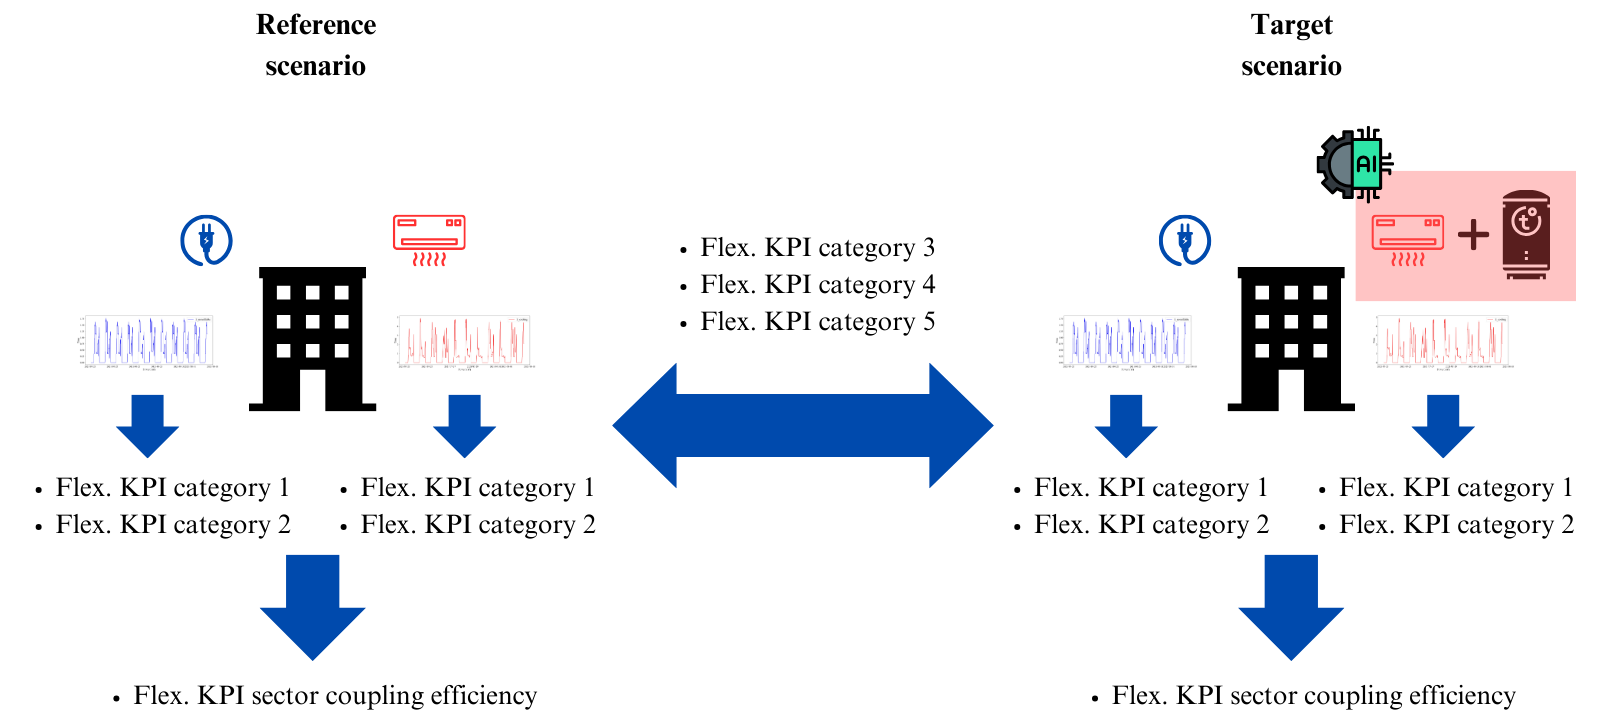 Reference
scenario
Target
scenario
AI
t°
• Flex. KPI category 3
• Flex. KPI category 4
• Flex. KPI category 5
• Flex. KPI category 1
• Flex. KPI category 2
• Flex. KPI category 1
• Flex. KPI category 2
• Flex. KPI category 1
• Flex. KPI category 2
• Flex. KPI category 1
• Flex. KPI category 2
• Flex. KPI sector coupling efficiency
• Flex. KPI sector coupling efficiency